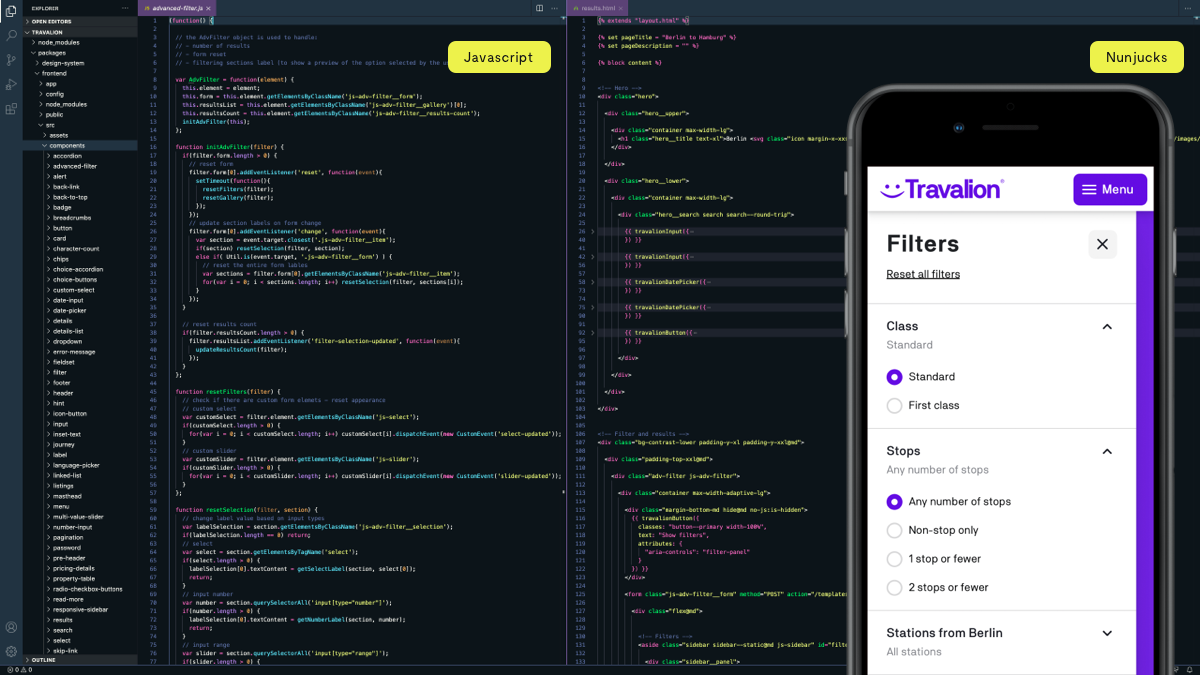 EXPLORER
OPEN EDITORS
TRAVALION
node_modules
packages
design-system
frontend
app
config
node_modules
public
src
assets
components
accordion
advanced-filter
alert
back-link
back-to-top
badge
breadcrumbs
button
card
character-count
chips
choice-accordion
choice-buttons
custom-select
date-input
date-picker
details
details-list
dropdown
error-message
fieldset
filter
footer
header
hint
icon-button
input
inset-text
journey
label
language-picker
linked-list
listings
masthead
menu
multi-value-slider
number-input
pagination
password
pre-header
pricing-details
property-table
radio-checkbox-buttons
read-more
responsive-sidebar
results
search
select
skip-link
OUTLINE
advanced-filter.js
(function() {
// the AdvFilter object is used to handle:
// - number of results
// - form reset
// - filtering sections label (to show a preview of the option selected by the
var AdvFilter = function(element) {
this.element = element;
this.form = this.element.getElementsByClassName('js-adv-filter__form');
this.resultsList = this.element.getElementsByClassName('js-adv-filter__gallery')[0];
this.resultsCount = this.element.getElementsByClassName('js-adv-filter__results-count');
initAdvFilter(this);
};
function initAdvFilter(filter) {
if(filter.form.length > 0) {
// reset form
filter.form[0].addEventListener('reset', function(event){
setTimeout(function(){
resetFilters(filter);
resetGallery(filter);
});
});
// update section labels on form change
filter.form[0].addEventListener('change', function(event){
var section = event.target.closest('.js-adv-filter__item');
if(section) resetSelection(filter, section);
else if( Util.is(event.target, '.js-adv-filter__form') ) {
// reset the entire form lables
var sections = filter.form[0].getElementsByClassName('js-adv-filter__item');
for(var i = 0; i < sections.length; i++) resetSelection(filter, sections[i]);
}
});
}
// reset results count
if(filter.resultsCount.length > 0) {
filter.resultsList.addEventListener('filter-selection-updated', function(event){
updateResultsCount(filter);
});
}
};
function resetFilters(filter) {
// check if there are custom form elemets - reset appearance
// custom select
var customSelect = filter.element.getElementsByClassName('js-select');
if(customSelect.length > 0) {
for(var i = 0; i < customSelect.length; i++) customSelect[i].dispatchEvent(new CustomEvent('select-updated'));
}
// custom slider
var customSlider = filter.element.getElementsByClassName('js-slider');
if(customSlider.length > 0) {
for(var i = 0; i < customSlider.length; i++) customSlider[i].dispatchEvent(new CustomEvent('slider-updated'));
}
};
function resetSelection(filter, section) {
// change label value based on input types
var labelSelection = section.getElementsByClassName('js-adv-filter__selection');
if(labelSelection.length == 0) return;
// select
var select = section.getElementsByTagName('select');
if(select.length > 0) {
labelSelection[0].textContent = getSelectLabel(section, select[0]);
return;
}
// input number
var number = section.querySelectorAll('input[type="number"]');
if(number.length > 0) {
labelSelection[0].textContent = getNumberLabel(section, number);
return;
}
// input range
var slider = section.querySelectorAll('input[type="range"]');
if(slider.length > 0) {
Javascript
results.html
{% extends "layout.html" %}
{% set pageTitle = "Berlin to Hamburg" %}
{% set pageDescription = "" %}
{% block content %}
<!-- Hero -->
<div class="hero">
<div class="hero__upper">
<div class="container max-width-lg">
<h1 class="hero__title text-xl">Berlin <svg class="icon margin-x-xxs
</div>
</div>
<div class="hero__lower">
<div class="container max-width-lg">
<div class="hero__search search search--round-trip">
{{ travalionInput({
}) }}
{{ travalionInput({
}) }}
{{ travalionDatePicker({
}) }}
{{ travalionDatePicker({
}) }}
{{ travalionButton({
}) }}
</div>
</div>
</div>
</div>
<!-- Filter and results -->
<div class="bg-contrast-lower padding-y-xl padding-y-xxl@md">
<div class="padding-top-xxl@md">
<div class="adv-filter js-adv-filter">
<div class="container max-width-adaptive-lg">
<div class="margin-bottom-md hide@md no-js:is-hidden">
{{ travalionButton({
classes: "button--primary width-100%",
text: "Show filters",
attributes: {
"aria-controls": "filter-panel"
}
}) }}
</div>
<form class="js-adv-filter__form" method="POST" action="/template
<div class="flex@md">
<!-- Filters -->
<aside class="sidebar sidebar--static@md js-sidebar" id="filte
<div class="sidebar__panel">
Nunjucks
/images/
Travalion
Menu
Filters
Reset all filters
Class
Standard
Standard
First class
Stops
Any number of stops
Any number of stops
Non-stop only
1 stop or fewer
2 stops or fewer
Stations from Berlin
All stations